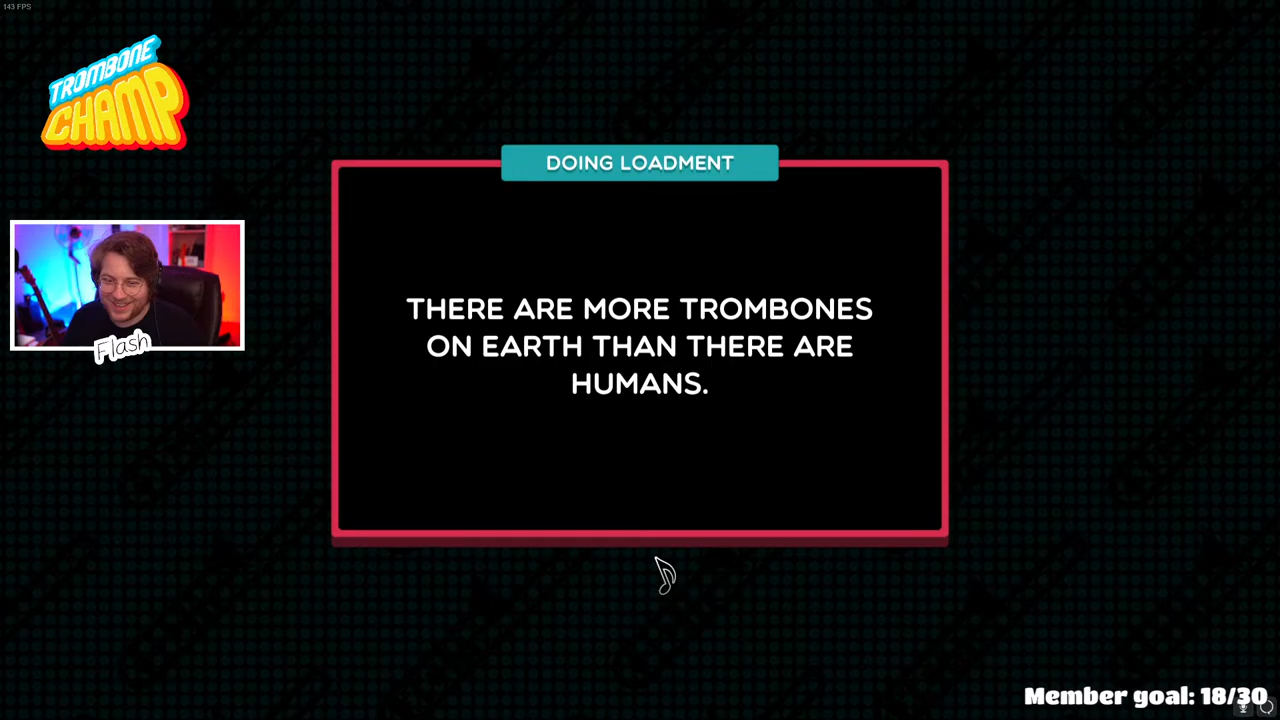 143 FPS
TROMBONE
CHAMP
DOING LOADMENT
THERE ARE MORE TROMBONES
ON EARTH THAN THERE ARE
HUMANS.
Flash
Member goal: 18/30